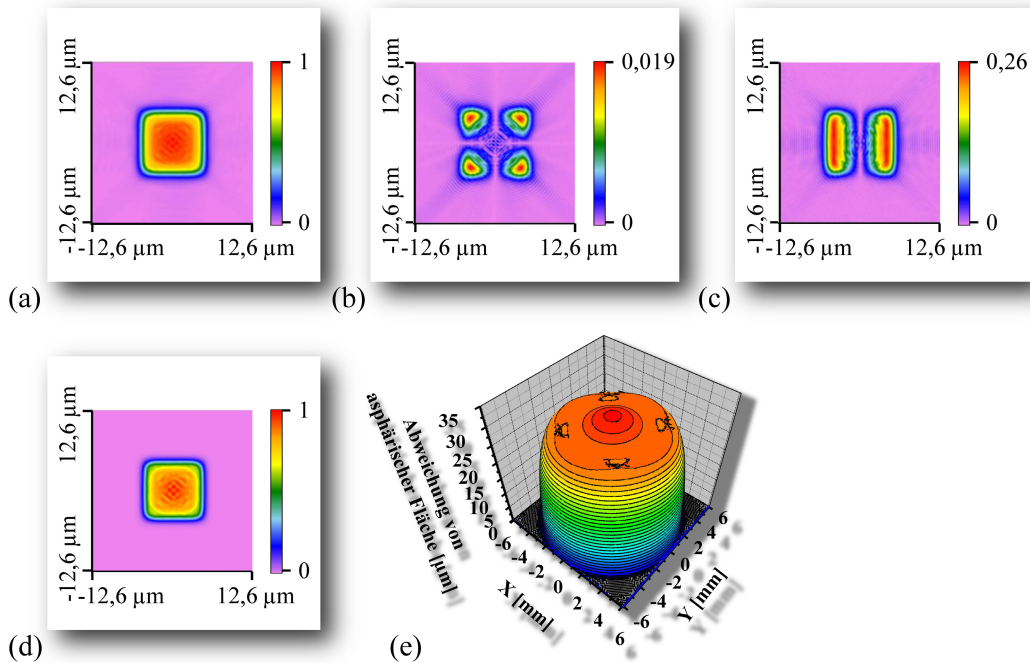 12,6 µm
-12,6 µm
-12,6 µm
12,6 µm
1
0
(a)
12,6 µm
-12,6 µm
-12,6 µm
12,6 µm
0,019
0
(b)
12,6 µm
-12,6 µm
-12,6 µm
12,6 µm
0,26
0
(c)
12,6 µm
-12,6 µm
-12,6 µm
12,6 µm
1
0
(d)
Abweichung von
asphärischer Fläche [µm]
35
30
25
20
15
10
5
0
-6
-4
-2
0
2
4
6
X [mm]
-6
-4
-2
0
2
4
6
Y [mm]
(e)